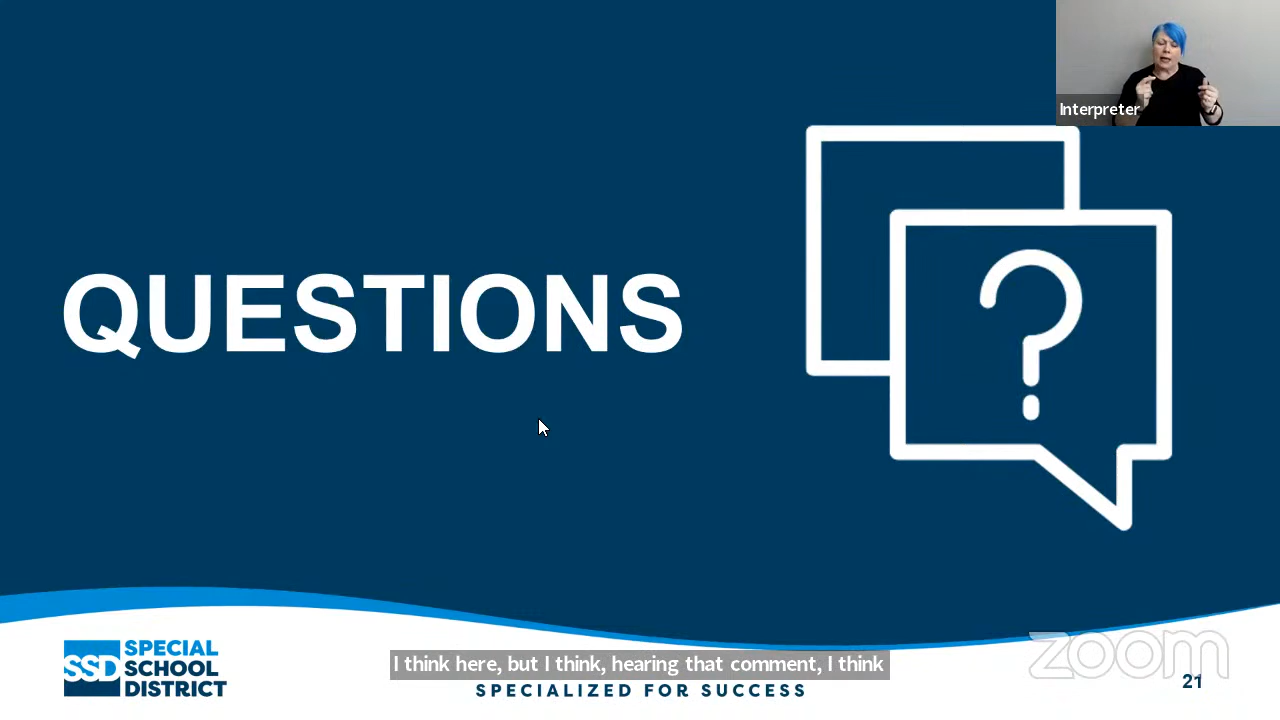 Interpreter
QUESTIONS
?
SSD SPECIAL
SCHOOL
DISTRICT
I think here, but I think, hearing that comment, I think
SPECIALIZED FOR SUCCESS
zoom
21